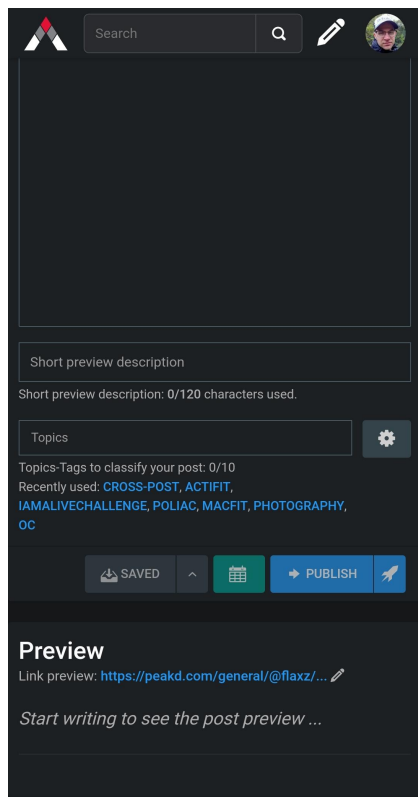 Search
Short preview description
Short preview description: 0/120 characters used.
Topics
Topics-Tags to classify your post: 0/10
Recently used: CROSS-POST, ACTIFIT,
IAMALIVECHALLENGE, POLIAC, MACFIT, PHOTOGRAPHY,
OC
SAVED
PUBLISH
Preview
Link preview: https://peakd.com/general/@flaxz/...
Start writing to see the post preview ...